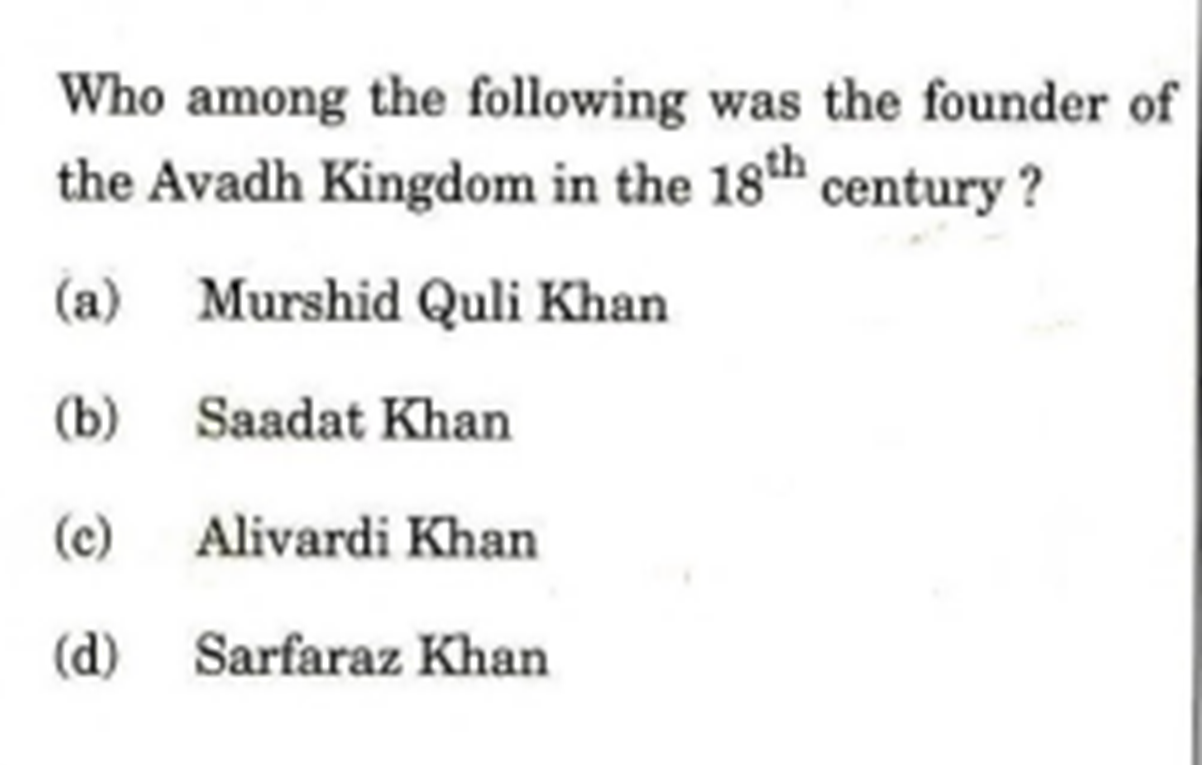 Who among the following was the founder of
the Avadh Kingdom in the 18th century ?
(a) Murshid Quli Khan
(b) Saadat Khan
(c) Alivardi Khan
(d) Sarfaraz Khan